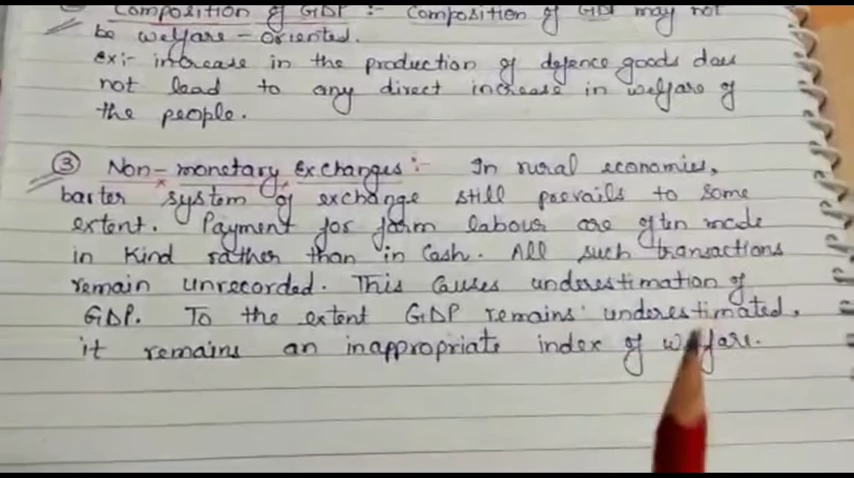 Composition of GDP :- Composition of GDP may not
be welfare-oriented.
ex:- increase in the production of defence goods does
not lead to any direct increase in welfare of
the people.
③ Non-monetary exchanges :- In rural economies,
barter system of exchange still prevails to some
extent. Payment for farm labour are often made
in kind rather than in cash. All such transactions
remain unrecorded. This causes underestimation of
GDP. To the extent GDP remains underestimated,
it remains an inappropriate index of welfare.